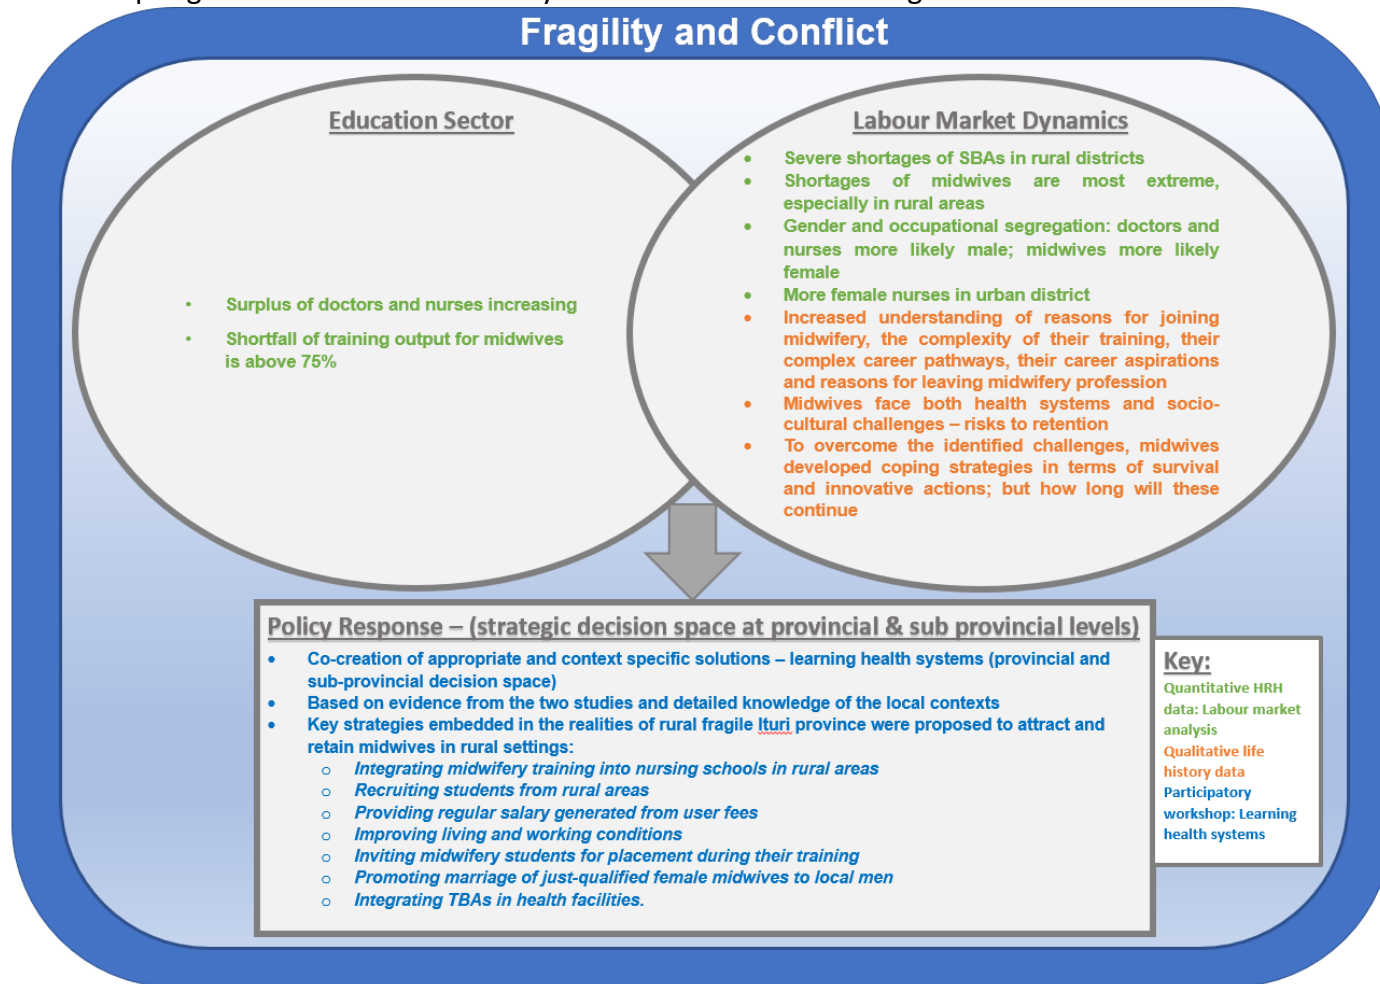 Fragility and Conflict
Education Sector
• Surplus of doctors and nurses increasing
• Shortfall of training output for midwives
is above 75%
Labour Market Dynamics
• Severe shortages of SBAs in rural districts
• Shortages of midwives are most extreme,
especially in rural areas
• Gender and occupational segregation: doctors and
nurses more likely male; midwives more likely
female
• More female nurses in urban district
• Increased understanding of reasons for joining
midwifery, the complexity of their training, their
complex career pathways, their career aspirations
and reasons for leaving midwifery profession
• Midwives face both health systems and socio-
cultural challenges – risks to retention
• To overcome the identified challenges, midwives
developed coping strategies in terms of survival
and innovative actions; but how long will these
continue
Policy Response – (strategic decision space at provincial & sub provincial levels)
• Co-creation of appropriate and context specific solutions – learning health systems (provincial and
sub-provincial decision space)
• Based on evidence from the two studies and detailed knowledge of the local contexts
• Key strategies embedded in the realities of rural fragile Ituri province were proposed to attract and
retain midwives in rural settings:
o Integrating midwifery training into nursing schools in rural areas
o Recruiting students from rural areas
o Providing regular salary generated from user fees
o Improving living and working conditions
o Inviting midwifery students for placement during their training
o Promoting marriage of just-qualified female midwives to local men
o Integrating TBAs in health facilities.
Key:
Quantitative HRH
data: Labour market
analysis
Qualitative life
history data
Participatory
workshop: Learning
health systems